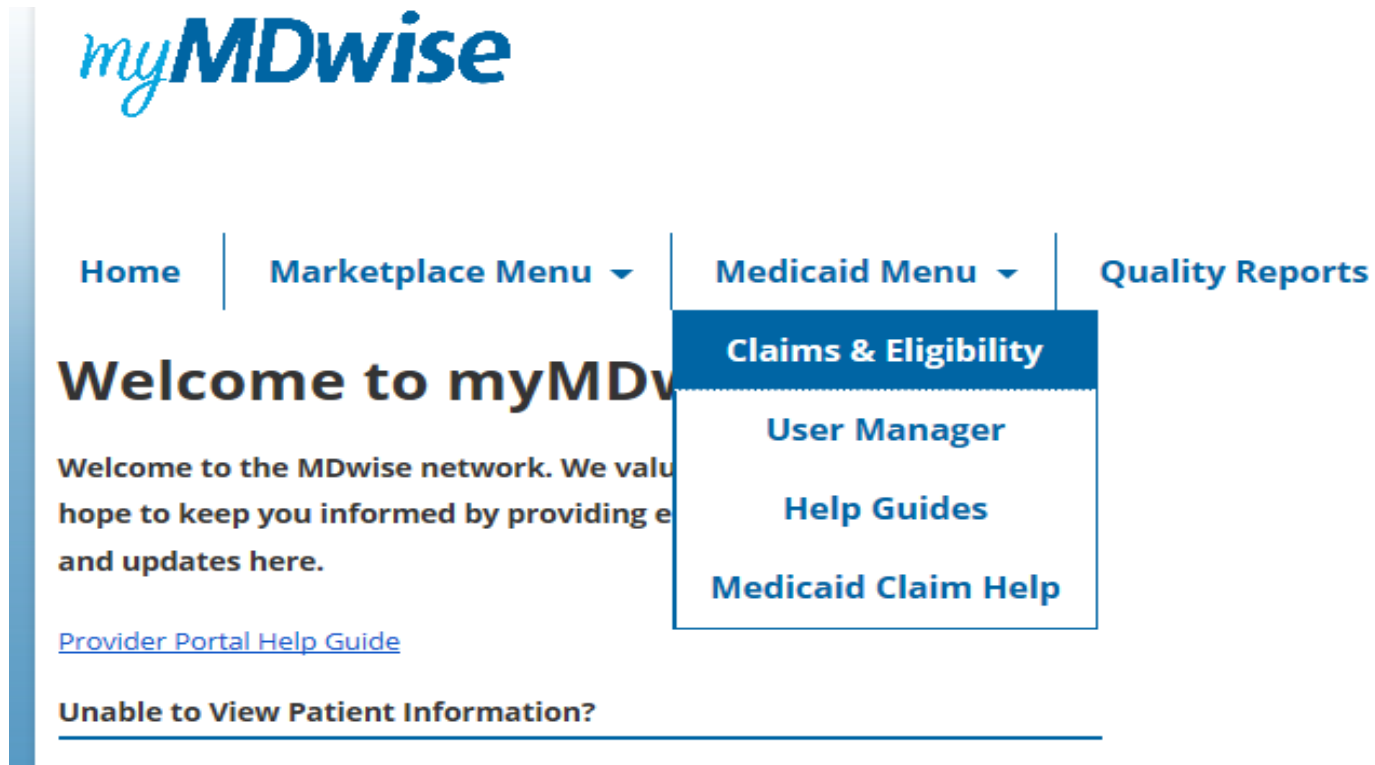 myMDwise
Home
Marketplace Menu
Medicaid Menu
Quality Reports
Claims & Eligibility
User Manager
Help Guides
Medicaid Claim Help
Welcome to
Welcome to the MDwise network. We
hope to keep you informed by providing
and updates here.
Provider Portal Help Guide
Unable to View Patient Information?